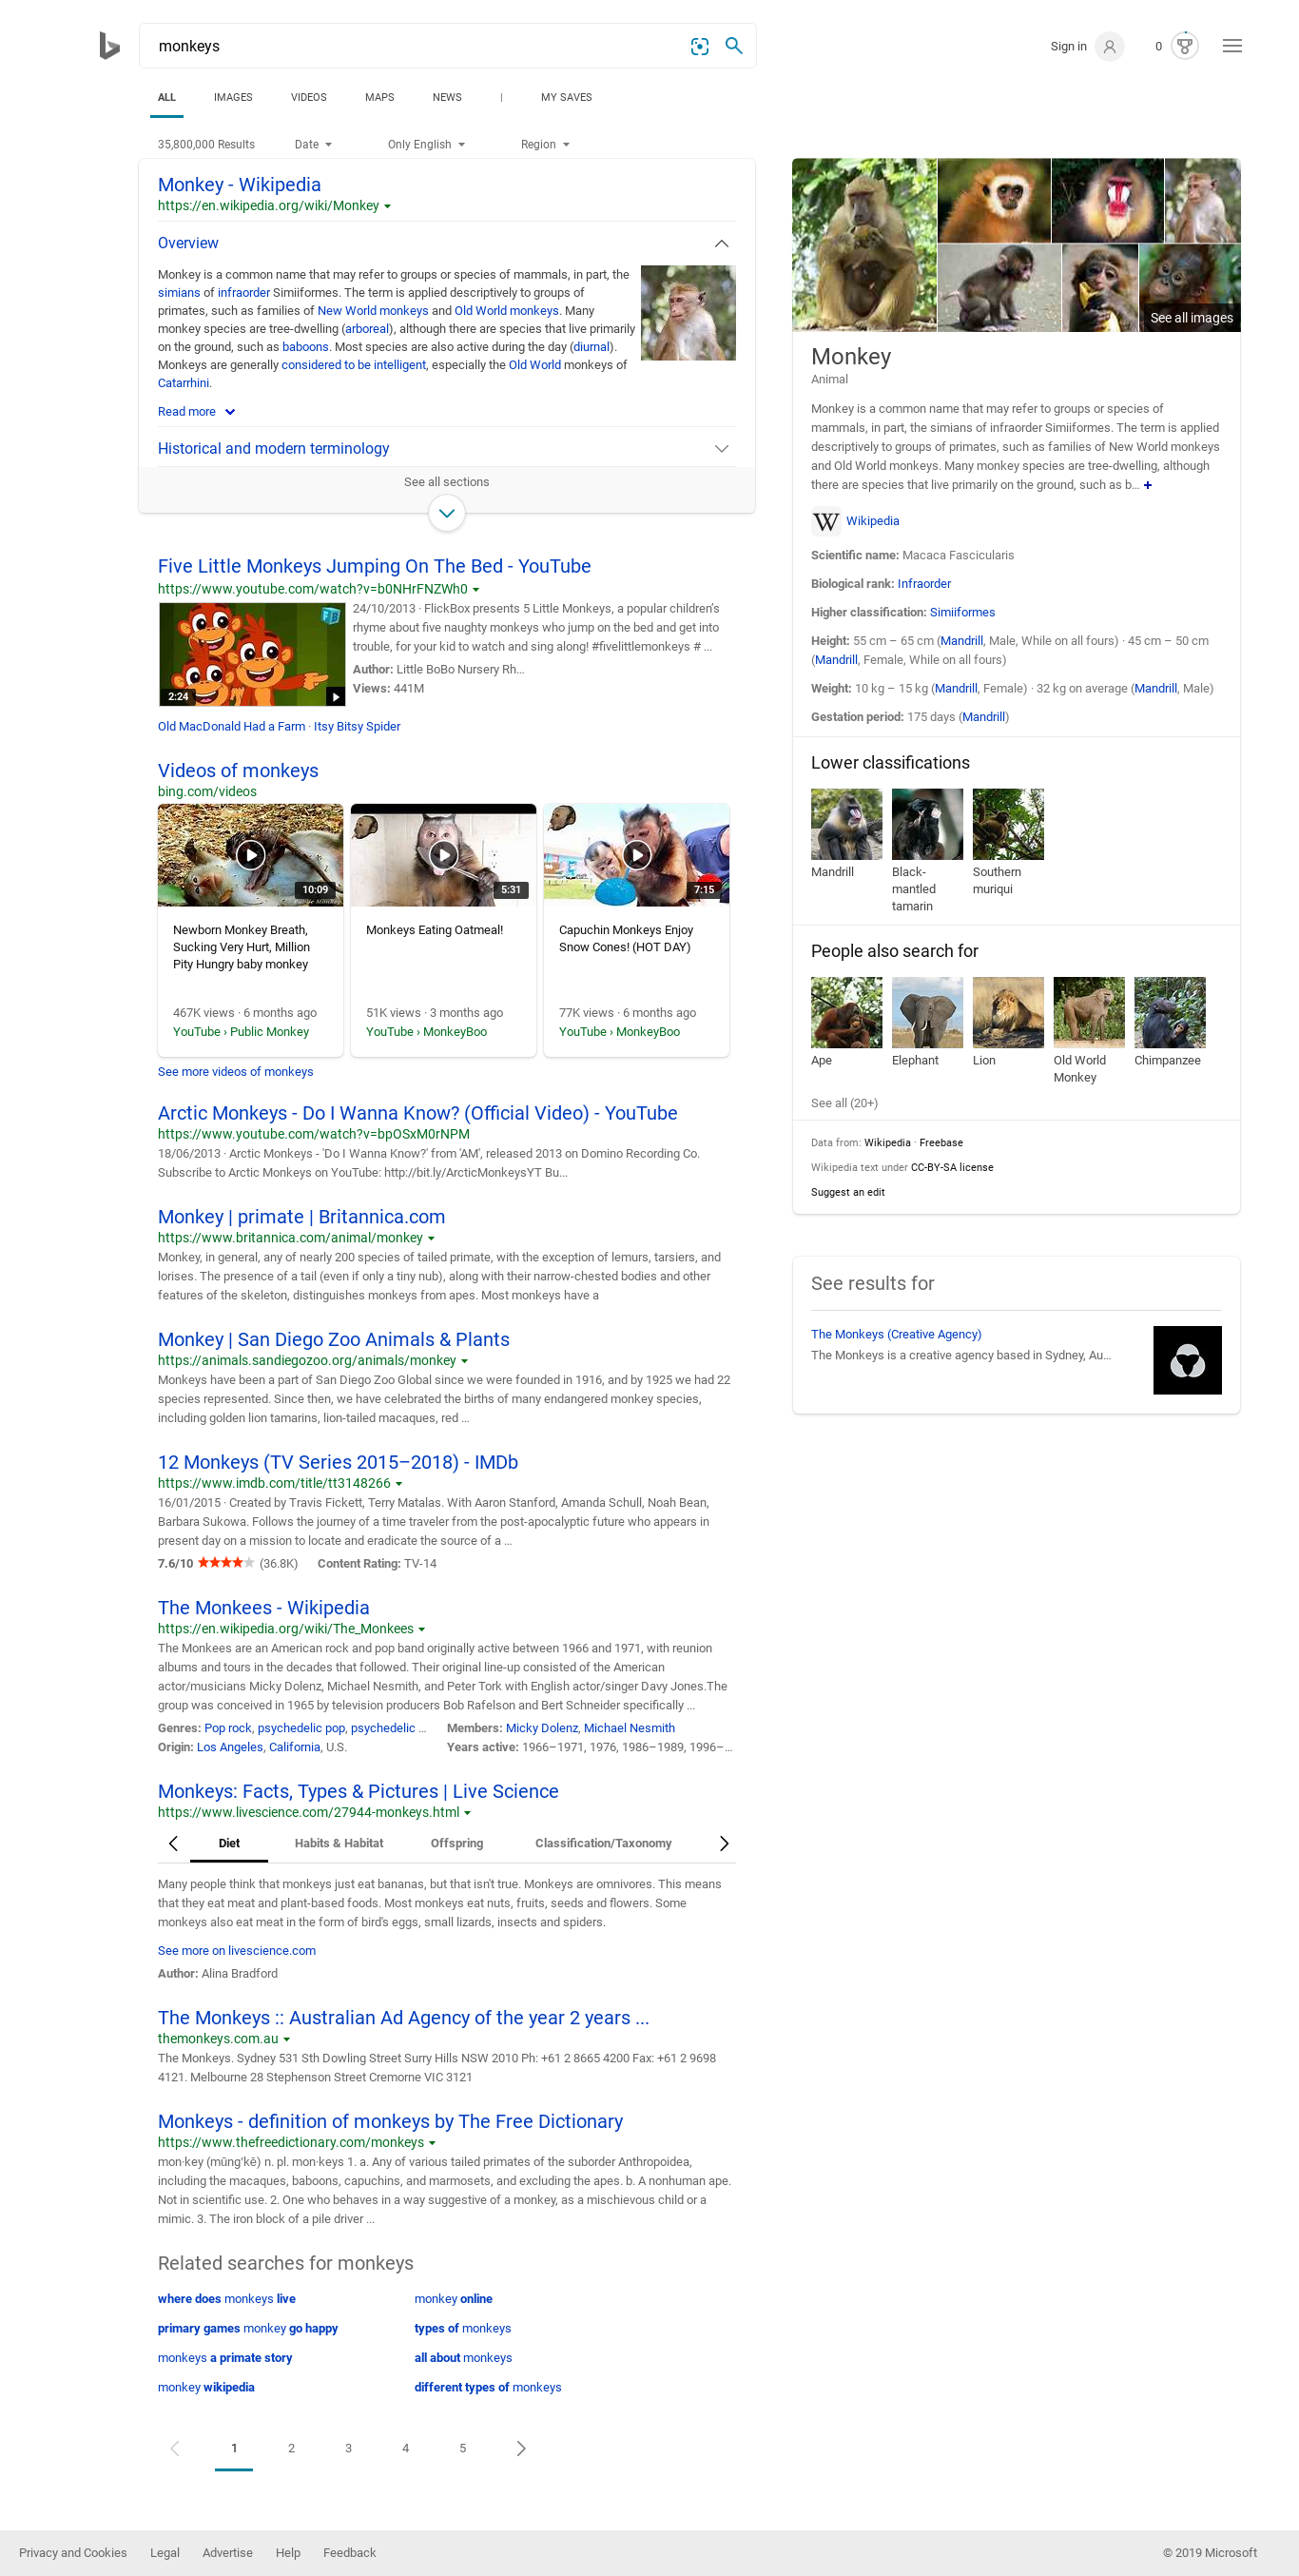 monkeys
Sign in
0
ALL IMAGES VIDEOS MAPS NEWS | MY SAVES
35,800,000 Results Date Only English Region
Monkey - Wikipedia
https://en.wikipedia.org/wiki/Monkey
Overview
Monkey is a common name that may refer to groups or species of mammals, in part, the
simians of infraorder Simiiformes. The term is applied descriptively to groups of
primates, such as families of New World monkeys and Old World monkeys. Many
monkey species are tree-dwelling (arboreal), although there are species that live primarily
on the ground, such as baboons. Most species are also active during the day (diurnal).
Monkeys are generally considered to be intelligent, especially the Old World monkeys of
Catarrhini.
Read more
Historical and modern terminology
See all sections
Five Little Monkeys Jumping On The Bed - YouTube
https://www.youtube.com/watch?v=b0NHrFNZWh0
2:24
24/10/2013 · FlickBox presents 5 Little Monkeys, a popular children's
rhyme about five naughty monkeys who jump on the bed and get into
trouble, for your kid to watch and sing along! #fivelittlemonkeys # ...
Author: Little BoBo Nursery Rh...
Views: 441M
Old MacDonald Had a Farm · Itsy Bitsy Spider
Videos of monkeys
bing.com/videos
10:09
5:31
7:15
Newborn Monkey Breath,
Sucking Very Hurt, Million
Pity Hungry baby monkey
467K views · 6 months ago
YouTube › Public Monkey
Monkeys Eating Oatmeal!
51K views · 3 months ago
YouTube › MonkeyBoo
Capuchin Monkeys Enjoy
Snow Cones! (HOT DAY)
77K views · 6 months ago
YouTube › MonkeyBoo
See more videos of monkeys
Arctic Monkeys - Do I Wanna Know? (Official Video) - YouTube
https://www.youtube.com/watch?v=bpOSxM0rNPM
18/06/2013 · Arctic Monkeys - 'Do I Wanna Know?' from 'AM', released 2013 on Domino Recording Co.
Subscribe to Arctic Monkeys on YouTube: http://bit.ly/ArcticMonkeysYT Bu...
Monkey | primate | Britannica.com
https://www.britannica.com/animal/monkey
Monkey, in general, any of nearly 200 species of tailed primate, with the exception of lemurs, tarsiers, and
lorises. The presence of a tail (even if only a tiny nub), along with their narrow-chested bodies and other
features of the skeleton, distinguishes monkeys from apes. Most monkeys have a
Monkey | San Diego Zoo Animals & Plants
https://animals.sandiegozoo.org/animals/monkey
Monkeys have been a part of San Diego Zoo Global since we were founded in 1916, and by 1925 we had 22
species represented. Since then, we have celebrated the births of many endangered monkey species,
including golden lion tamarins, lion-tailed macaques, red ...
12 Monkeys (TV Series 2015–2018) - IMDb
https://www.imdb.com/title/tt3148266
16/01/2015 · Created by Travis Fickett, Terry Matalas. With Aaron Stanford, Amanda Schull, Noah Bean,
Barbara Sukowa. Follows the journey of a time traveler from the post-apocalyptic future who appears in
present day on a mission to locate and eradicate the source of a ...
7.6/10 (36.8K) Content Rating: TV-14
The Monkees - Wikipedia
https://en.wikipedia.org/wiki/The_Monkees
The Monkees are an American rock and pop band originally active between 1966 and 1971, with reunion
albums and tours in the decades that followed. Their original line-up consisted of the American
actor/musicians Micky Dolenz, Michael Nesmith, and Peter Tork with English actor/singer Davy Jones.The
group was conceived in 1965 by television producers Bob Rafelson and Bert Schneider specifically ...
Genres: Pop rock, psychedelic pop, psychedelic ... Members: Micky Dolenz, Michael Nesmith
Origin: Los Angeles, California, U.S. Years active: 1966–1971, 1976, 1986–1989, 1996–...
Monkeys: Facts, Types & Pictures | Live Science
https://www.livescience.com/27944-monkeys.html
Diet Habits & Habitat Offspring Classification/Taxonomy
Many people think that monkeys just eat bananas, but that isn't true. Monkeys are omnivores. This means
that they eat meat and plant-based foods. Most monkeys eat nuts, fruits, seeds and flowers. Some
monkeys also eat meat in the form of bird's eggs, small lizards, insects and spiders.
See more on livescience.com
Author: Alina Bradford
The Monkeys :: Australian Ad Agency of the year 2 years ...
themonkeys.com.au
The Monkeys. Sydney 531 Sth Dowling Street Surry Hills NSW 2010 Ph: +61 2 8665 4200 Fax: +61 2 9698
4121. Melbourne 28 Stephenson Street Cremorne VIC 3121
Monkeys - definition of monkeys by The Free Dictionary
https://www.thefreedictionary.com/monkeys
mon·key (mŭng′kē) n. pl. mon·keys 1. a. Any of various tailed primates of the suborder Anthropoidea,
including the macaques, baboons, capuchins, and marmosets, and excluding the apes. b. A nonhuman ape.
Not in scientific use. 2. One who behaves in a way suggestive of a monkey, as a mischievous child or a
mimic. 3. The iron block of a pile driver ...
Related searches for monkeys
where does monkeys live
primary games monkey go happy
monkeys a primate story
monkey wikipedia
monkey online
types of monkeys
all about monkeys
different types of monkeys
1 2 3 4 5
See all images
Monkey
Animal
Monkey is a common name that may refer to groups or species of
mammals, in part, the simians of infraorder Simiiformes. The term is applied
descriptively to groups of primates, such as families of New World monkeys
and Old World monkeys. Many monkey species are tree-dwelling, although
there are species that live primarily on the ground, such as b... +
W Wikipedia
Scientific name: Macaca Fascicularis
Biological rank: Infraorder
Higher classification: Simiiformes
Height: 55 cm – 65 cm (Mandrill, Male, While on all fours) · 45 cm – 50 cm
(Mandrill, Female, While on all fours)
Weight: 10 kg – 15 kg (Mandrill, Female) · 32 kg on average (Mandrill, Male)
Gestation period: 175 days (Mandrill)
Lower classifications
Mandrill
Black-
mantled
tamarin
Southern
muriqui
People also search for
Ape
Elephant
Lion
Old World
Monkey
Chimpanzee
See all (20+)
Data from: Wikipedia · Freebase
Wikipedia text under CC-BY-SA license
Suggest an edit
See results for
The Monkeys (Creative Agency)
The Monkeys is a creative agency based in Sydney, Au...
Privacy and Cookies Legal Advertise Help Feedback
© 2019 Microsoft